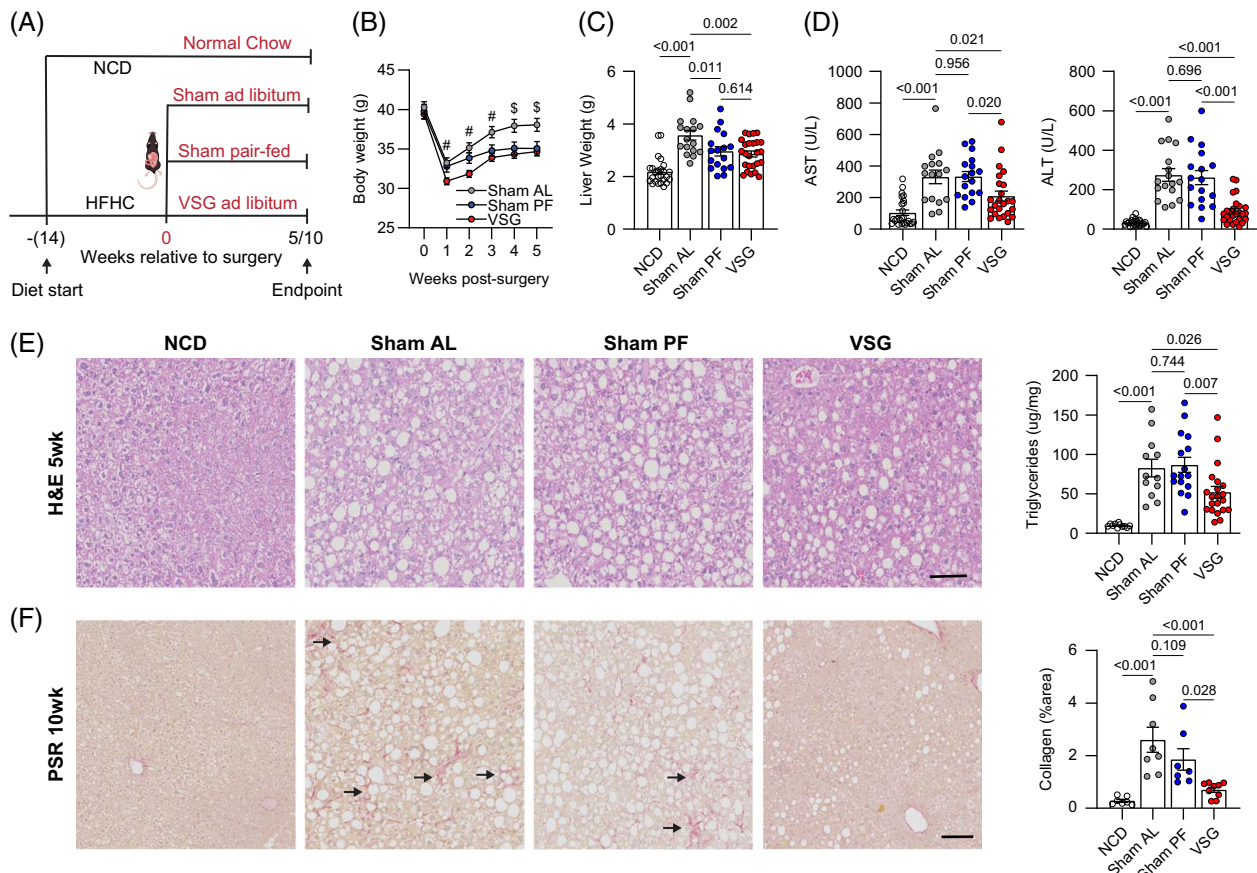 (A)
Normal Chow
NCD
Sham ad libitum
Sham pair-fed
HFHC
VSG ad libitum
-(14)
0
5/10
Weeks relative to surgery
Diet start
Endpoint
(B)
Body weight (g)
45
40
35
30
25
# # # $ $
Sham AL
Sham PF
VSG
0 1 2 3 4 5
Weeks post-surgery
(C)
0.002
<0.001
0.011
0.614
Liver Weight (g)
6
4
2
0
NCD
Sham AL
Sham PF
VSG
(D)
0.021
0.956
<0.001
0.020
AST (U/L)
1000
800
600
400
200
0
NCD
Sham AL
Sham PF
VSG
<0.001
0.696
<0.001
<0.001
ALT (U/L)
800
600
400
200
0
NCD
Sham AL
Sham PF
VSG
(E)
NCD
Sham AL
Sham PF
VSG
H&E 5wk
0.026
0.744
<0.001
0.007
Triglycerides (ug/mg)
200
150
100
50
0
NCD
Sham AL
Sham PF
VSG
(F)
PSR 10wk
<0.001
0.109
<0.001
0.028
Collagen (%area)
6
4
2
0
NCD
Sham AL
Sham PF
VSG